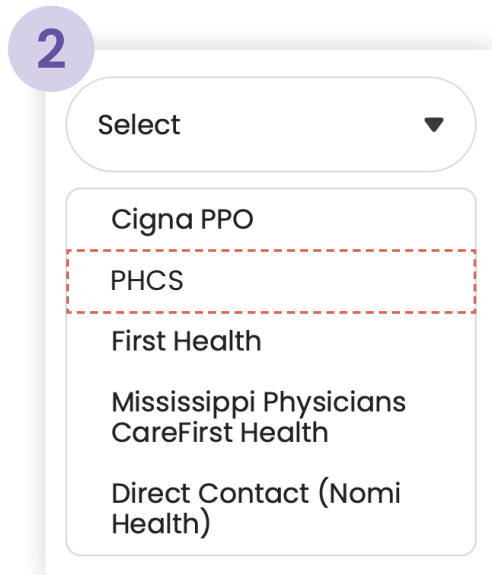 2
Select
Cigna PPO
PHCS
First Health
Mississippi Physicians
CareFirst Health
Direct Contact (Nomi
Health)